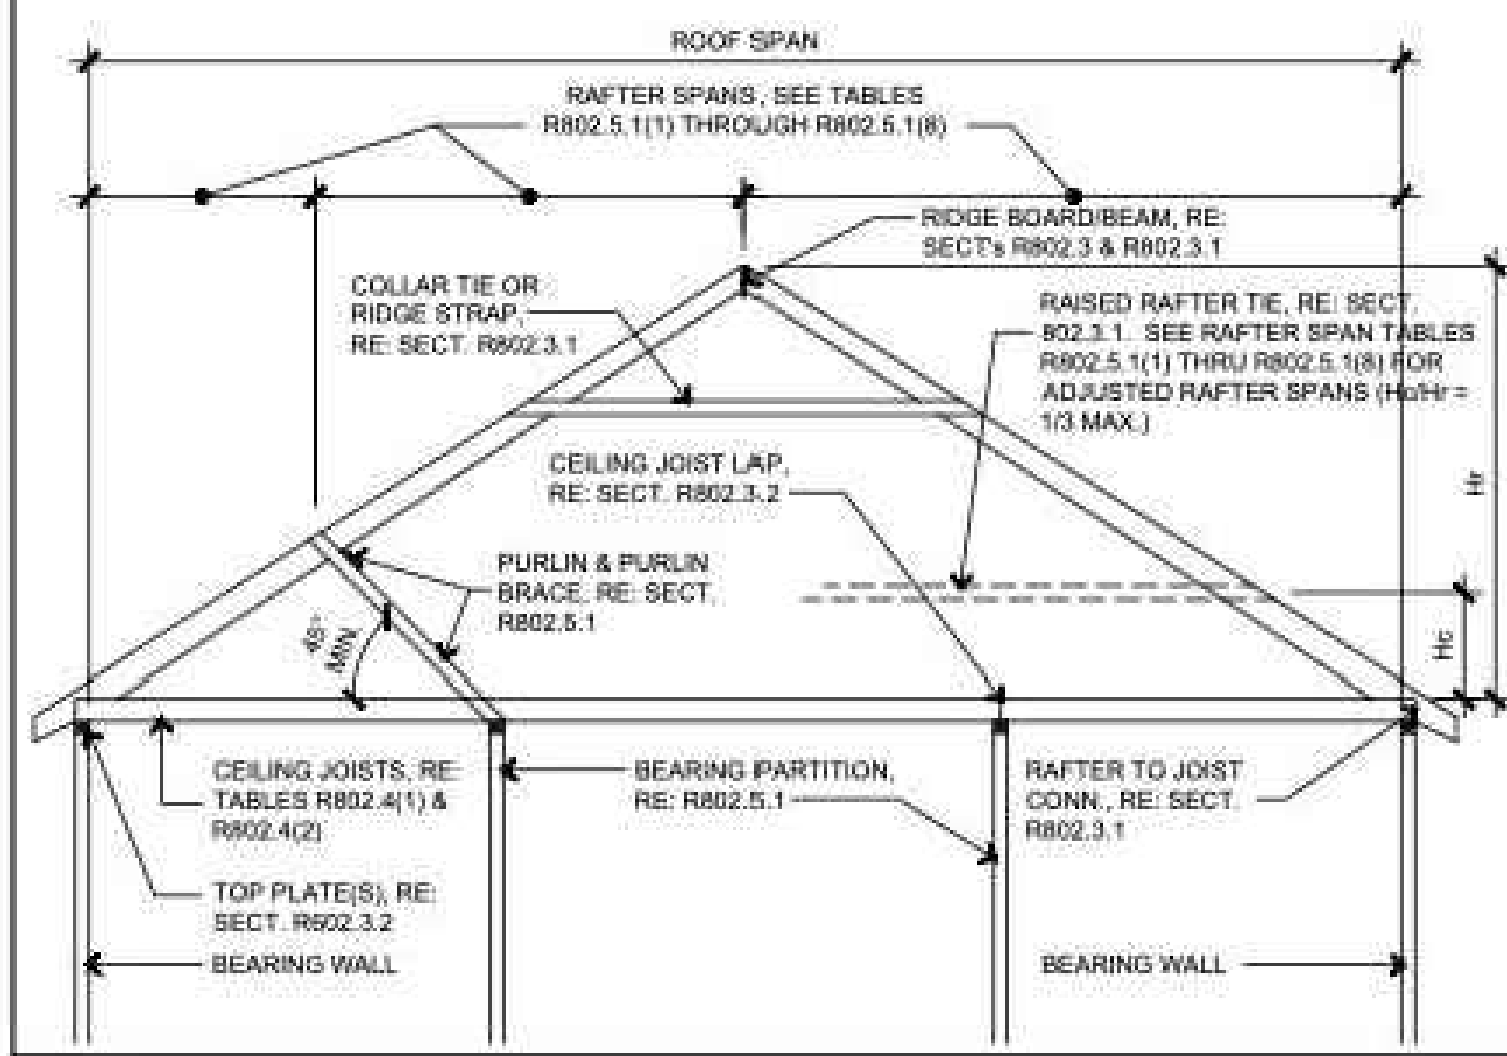 ROOF SPAN
RAFTER SPANS, SEE TABLES
R802.5.1(1) THROUGH R802.5.1(8)
RIDGE BOARD/BEAM, RE:
SECT's R802.3 & R802.3.1
COLLAR TIE OR
RIDGE STRAP,
RE: SECT. R802.3.1
RAISED RAFTER TIE, RE: SECT.
802.3.1. SEE RAFTER SPAN TABLES
R802.5.1(1) THRU R802.5.1(8) FOR
ADJUSTED RAFTER SPANS (Hc/Hr =
1/3 MAX.)
CEILING JOIST LAP,
RE: SECT. R802.3.2
Hr
PURLIN & PURLIN
BRACE, RE: SECT.
R802.5.1
45°
MIN.
Hc
CEILING JOISTS, RE:
TABLES R802.4(1) &
R802.4(2)
BEARING PARTITION,
RE: R802.5.1
RAFTER TO JOIST
CONN., RE: SECT.
R802.3.1
TOP PLATE(S), RE:
SECT. R602.3.2
BEARING WALL
BEARING WALL